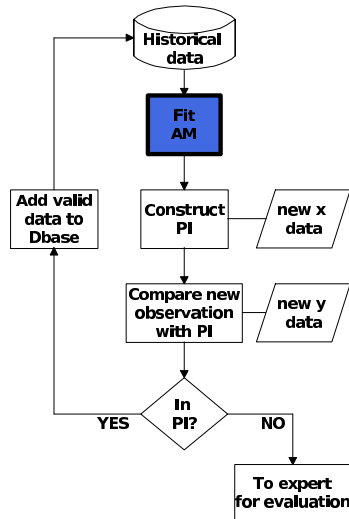 Historical
data
Fit
AM
Add valid
data to
Dbase
Construct
PI
new x
data
Compare new
observation
with PI
new y
data
In
PI?
YES
NO
To expert
for evaluation